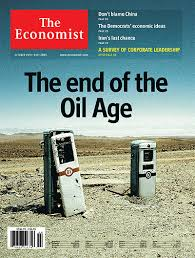 The
Economist
Don't blame China
The Democrats' economic ideas
Iran's last chance
A SURVEY OF CORPORATE LEADERSHIP
The end of the
Oil Age